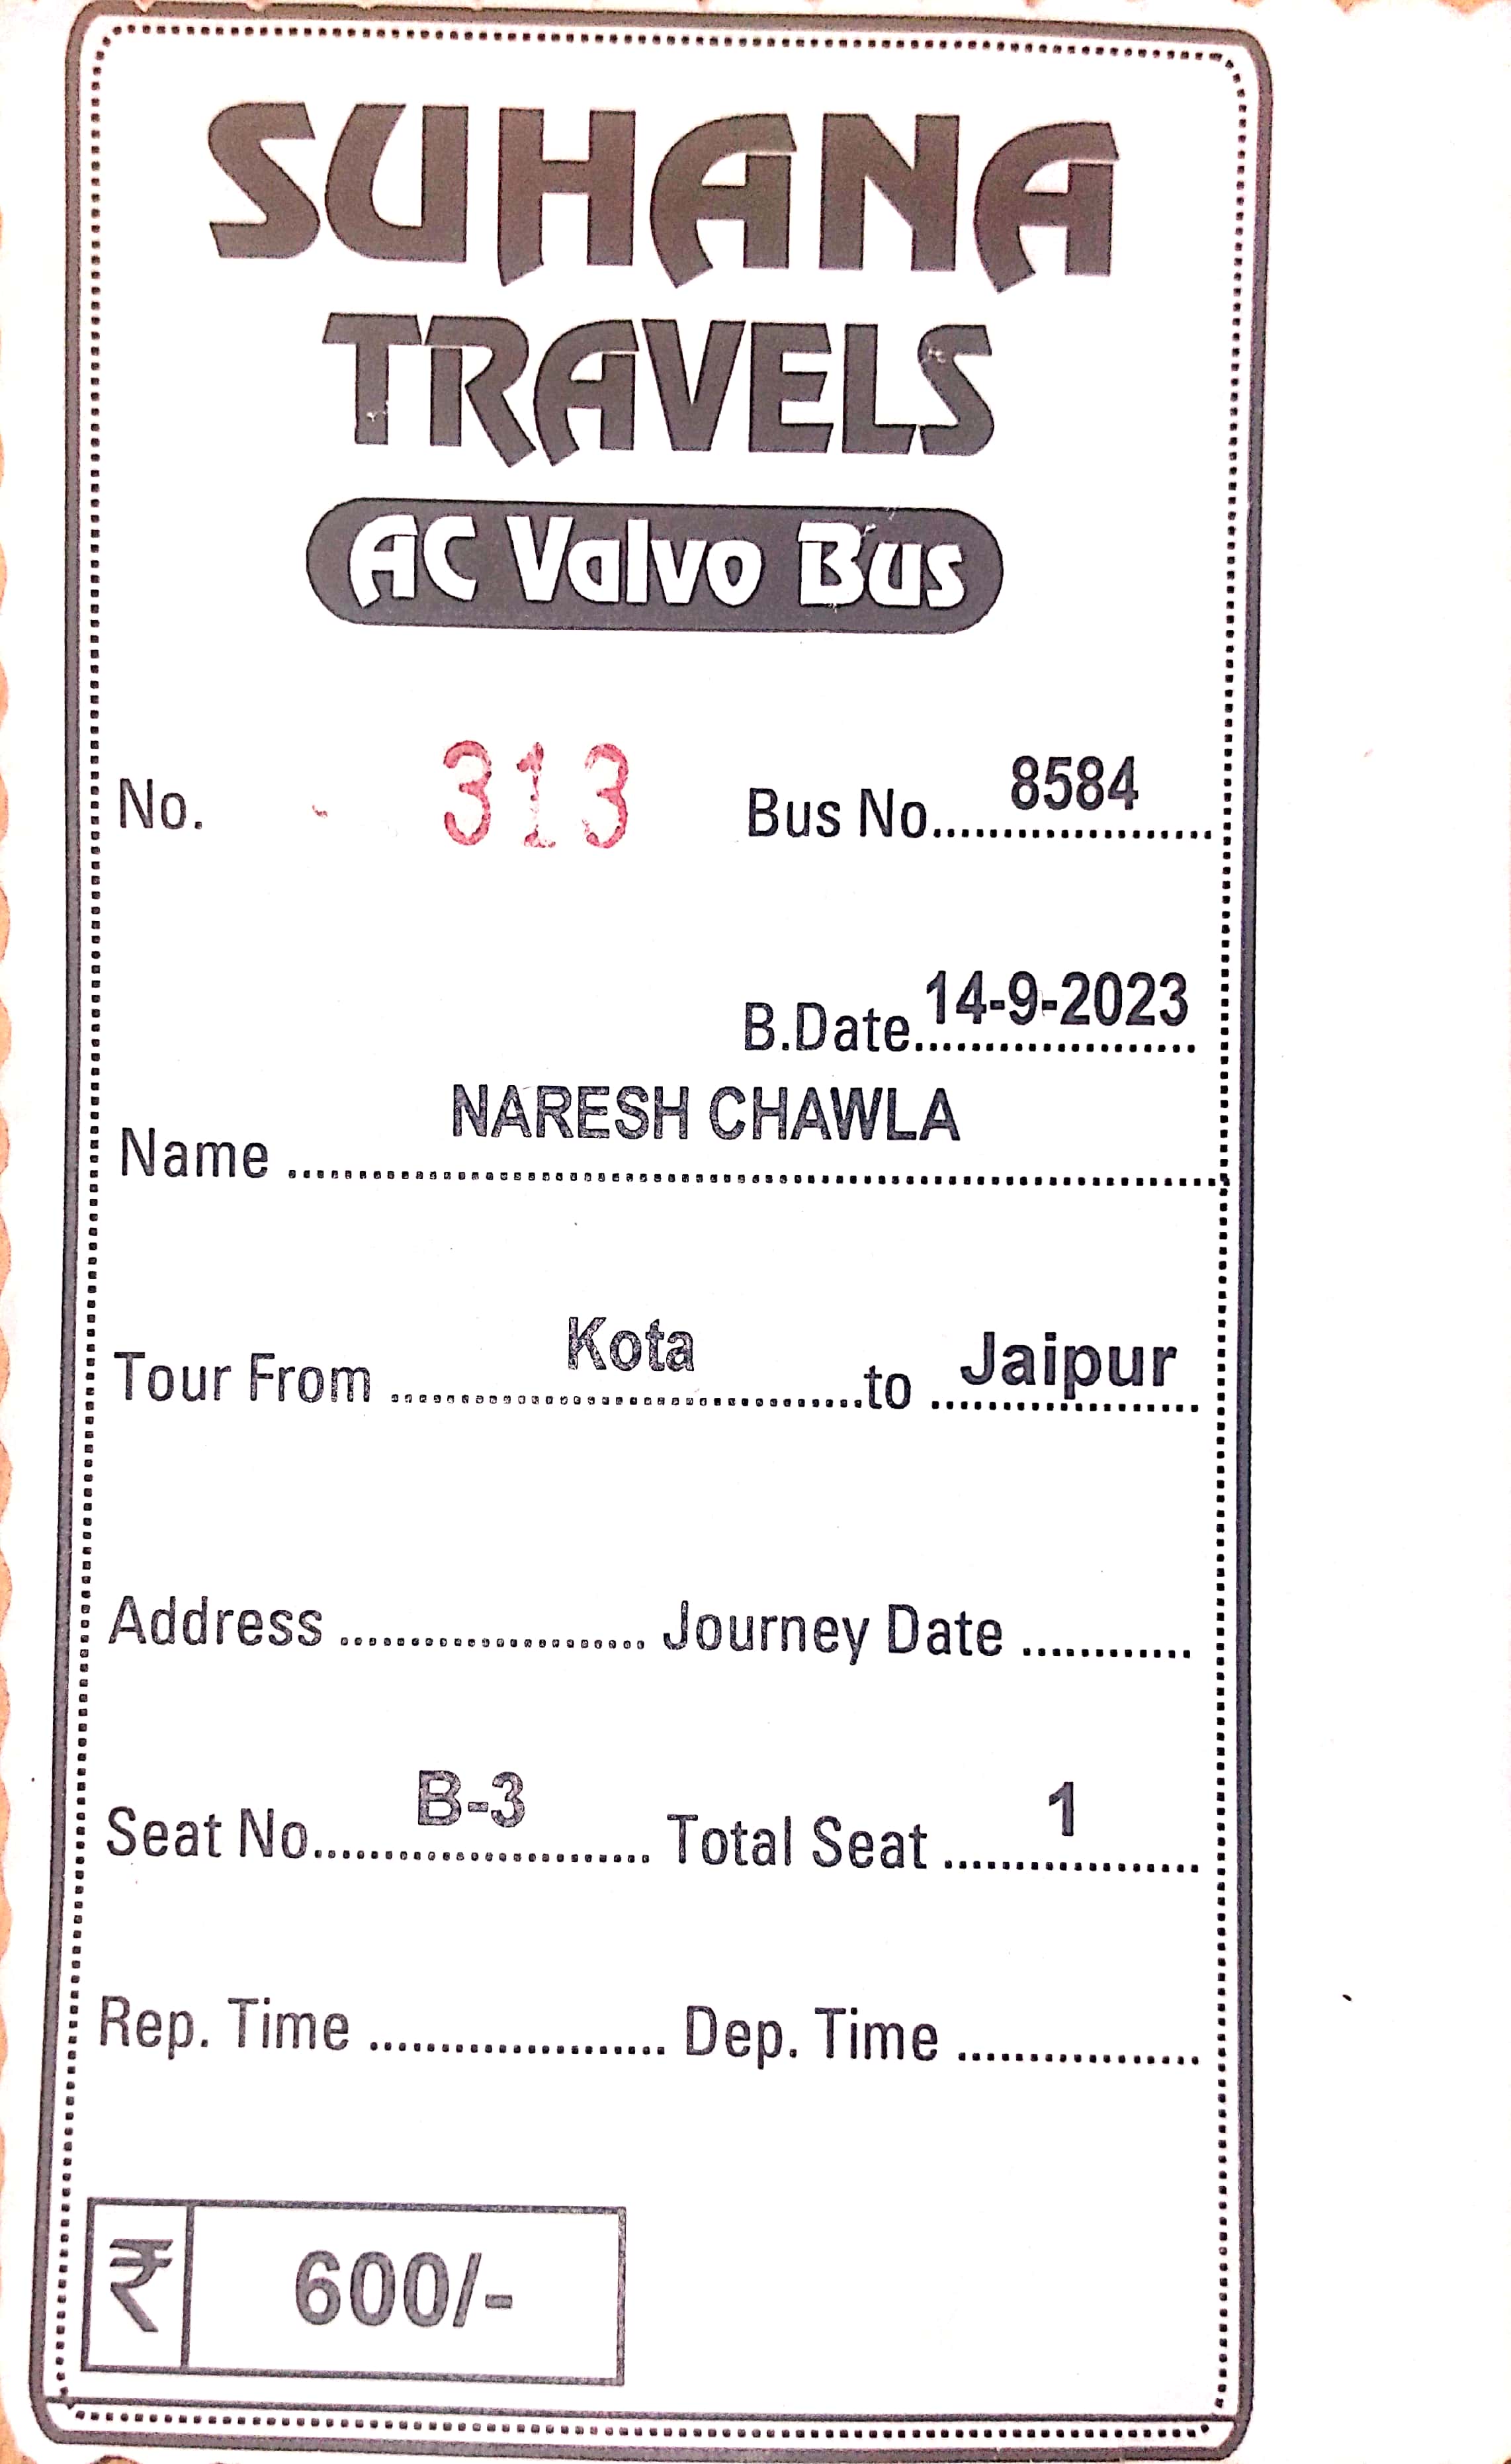 SUHANA
TRAVELS
AC Valvo Bus
No. 313 Bus No. 8584
B.Date 14-9-2023
Name NARESH CHAWLA
Tour From Kota to Jaipur
Address Journey Date
Seat No. B-3 Total Seat 1
Rep. Time Dep. Time
₹ 600/-